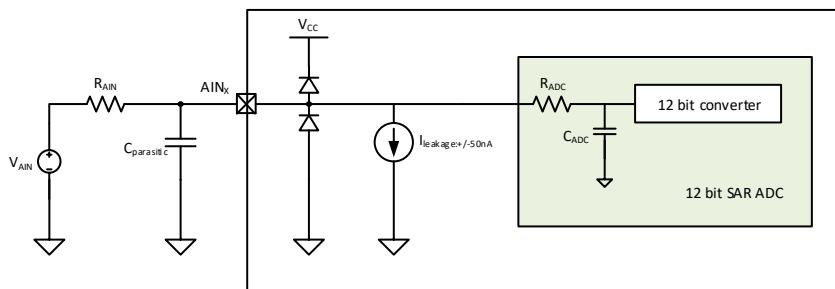 V_CC
R_AIN
AIN_X
R_ADC
12 bit converter
C_parasitic
I_leakage:+/-50nA
C_ADC
V_AIN
12 bit SAR ADC